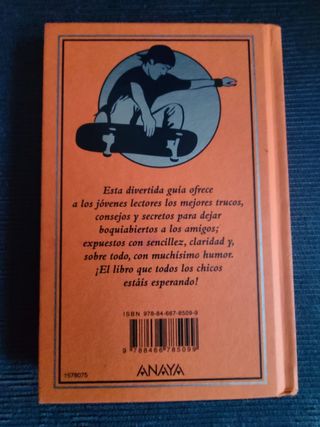 Esta divertida guía ofrece
a los jóvenes lectores los mejores trucos,
consejos y secretos para dejar
boquiabiertos a los amigos;
expuestos con sencillez, claridad y,
sobre todo, con muchísimo humor.
¡El libro que todos los chicos
estáis esperando!
ISBN 978-84-667-8509-9
9 788466 785099
1578075
ANAYA